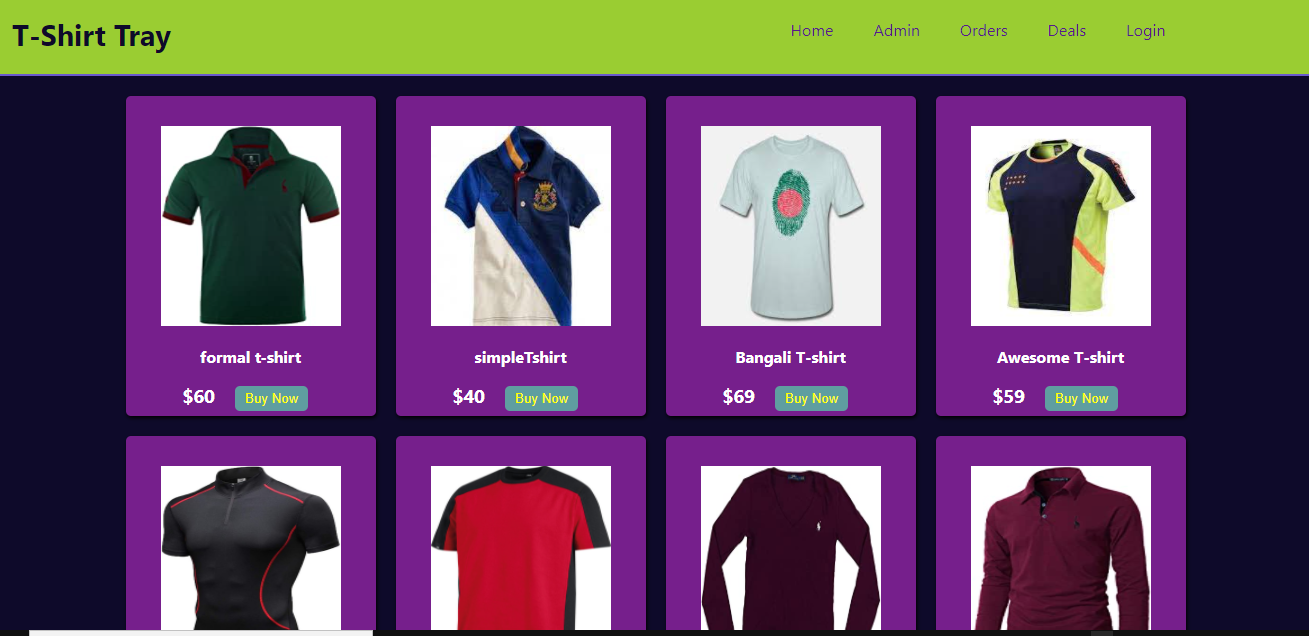 T-Shirt Tray
Home Admin Orders Deals Login
formal t-shirt
$60 Buy Now
simpleTshirt
$40 Buy Now
Bangali T-shirt
$69 Buy Now
Awesome T-shirt
$59 Buy Now